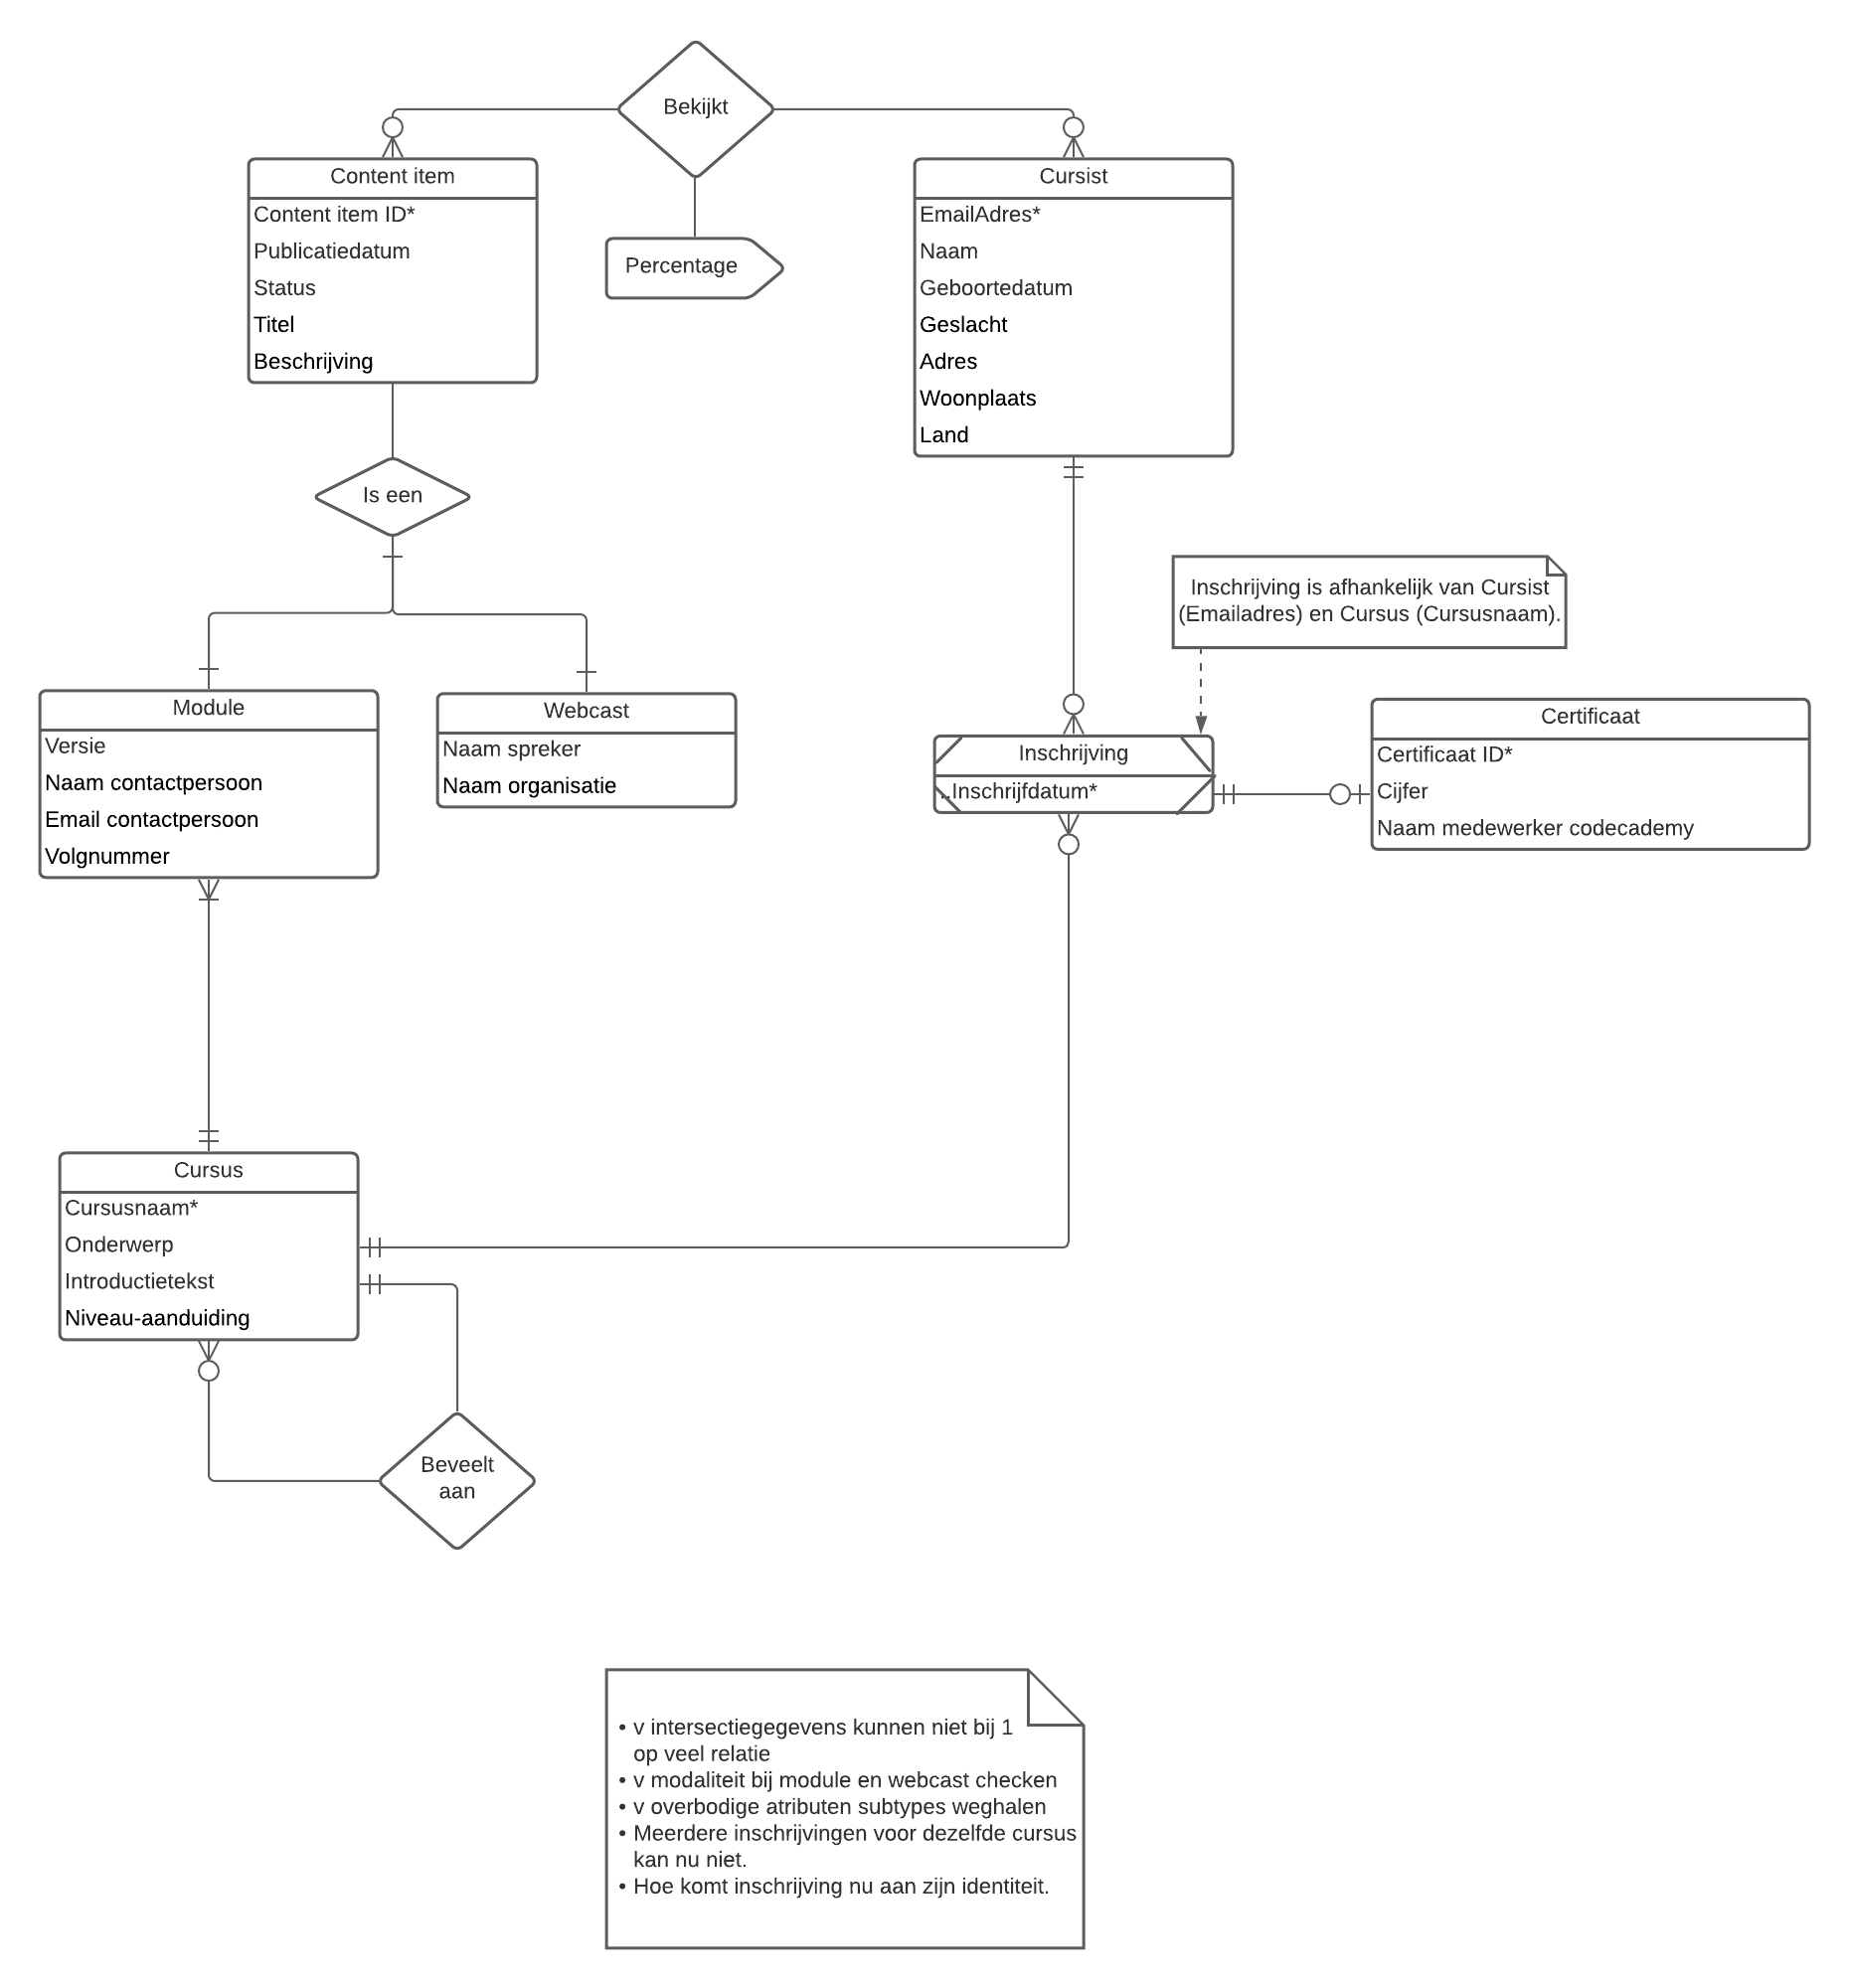 Bekijkt
Content item
Content item ID*
Publicatiedatum
Status
Titel
Beschrijving
Percentage
Cursist
EmailAdres*
Naam
Geboortedatum
Geslacht
Adres
Woonplaats
Land
Is een
Inschrijving is afhankelijk van Cursist
(Emailadres) en Cursus (Cursusnaam).
Module
Versie
Naam contactpersoon
Email contactpersoon
Volgnummer
Webcast
Naam spreker
Naam organisatie
Inschrijving
..Inschrijfdatum*
Certificaat
Certificaat ID*
Cijfer
Naam medewerker codecademy
Cursus
Cursusnaam*
Onderwerp
Introductietekst
Niveau-aanduiding
Beveelt
aan
• v intersectiegegevens kunnen niet bij 1
op veel relatie
• v modaliteit bij module en webcast checken
• v overbodige atributen subtypes weghalen
• Meerdere inschrijvingen voor dezelfde cursus
kan nu niet.
• Hoe komt inschrijving nu aan zijn identiteit.